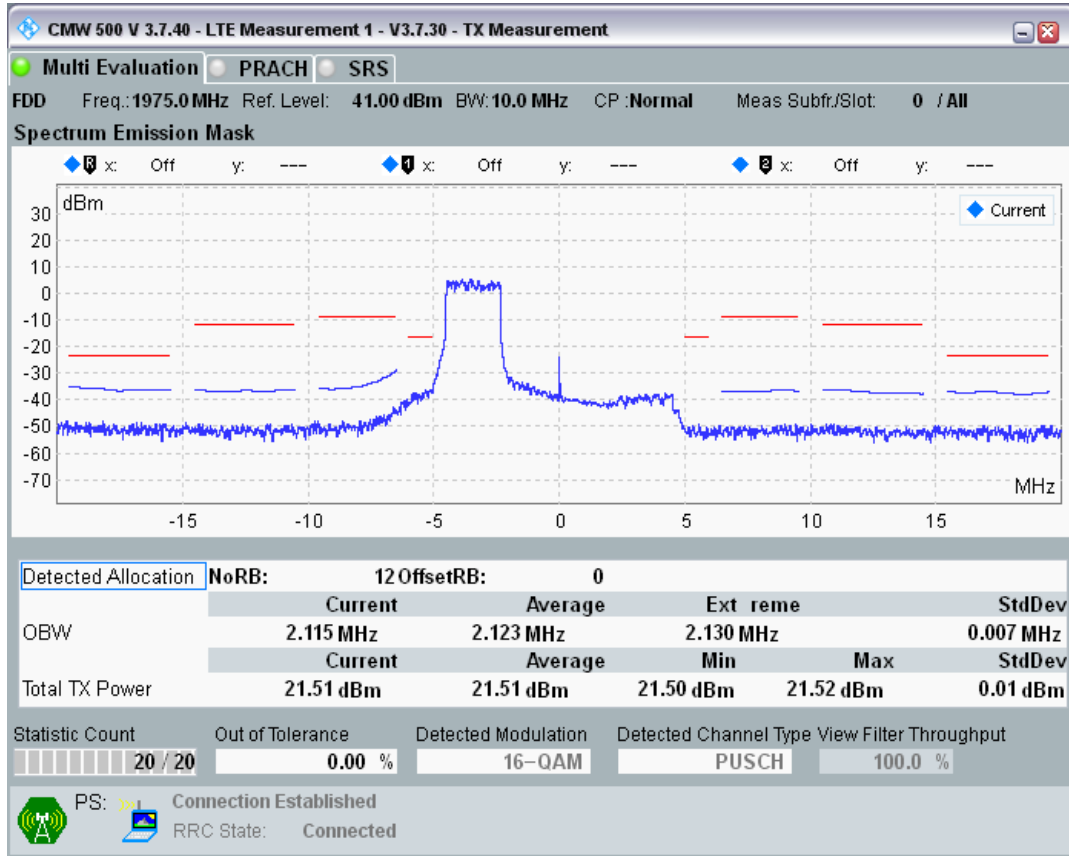 CMW 500 V 3.7.40 - LTE Measurement 1 - V3.7.30 - TX Measurement
Multi Evaluation PRACH SRS
FDD Freq.: 1975.0 MHz Ref. Level: 41.00 dBm BW: 10.0 MHz CP :Normal Meas Subfr./Slot: 0 / All
Spectrum Emission Mask
R x: Off y: --- 1 x: Off y: --- 2 x: Off y: ---
dBm
Current
30
20
10
0
-10
-20
-30
-40
-50
-60
-70
MHz
-15 -10 -5 0 5 10 15
Detected Allocation NoRB: 12 OffsetRB: 0
Current Average Ext reme StdDev
OBW 2.115 MHz 2.123 MHz 2.130 MHz 0.007 MHz
Current Average Min Max StdDev
Total TX Power 21.51 dBm 21.51 dBm 21.50 dBm 21.52 dBm 0.01 dBm
Statistic Count Out of Tolerance Detected Modulation Detected Channel Type View Filter Throughput
20 / 20 0.00 % 16-QAM PUSCH 100.0 %
PS: Connection Established
RRC State: Connected